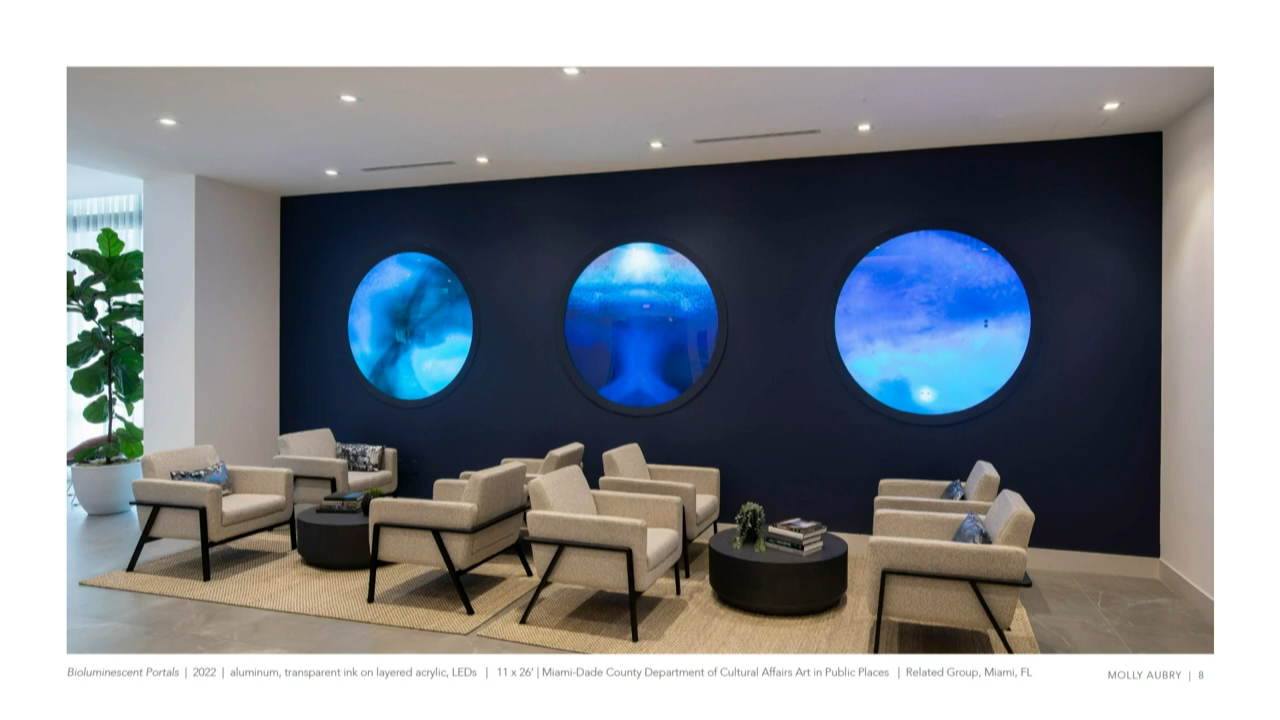 Bioluminescent Portals | 2022 | aluminum, transparent ink on layered acrylic, LEDs | 11 x 26' | Miami-Dade County Department of Cultural Affairs Art in Public Places | Related Group, Miami, FL
MOLLY AUBRY | 8